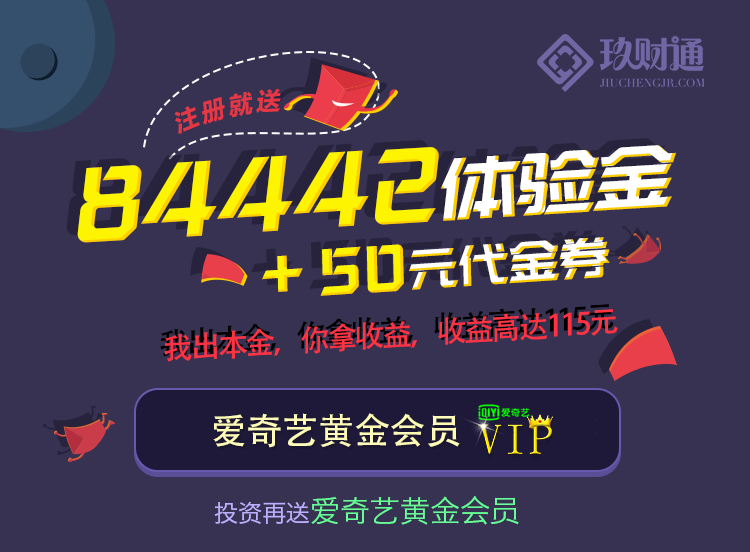 玖财通
JIUCHENGJR.COM
注册就送
84442体验金
+50元代金券
我出本金，你拿收益，收益高达115元
爱奇艺黄金会员
QIY 爱奇艺
VIP
投资再送爱奇艺黄金会员